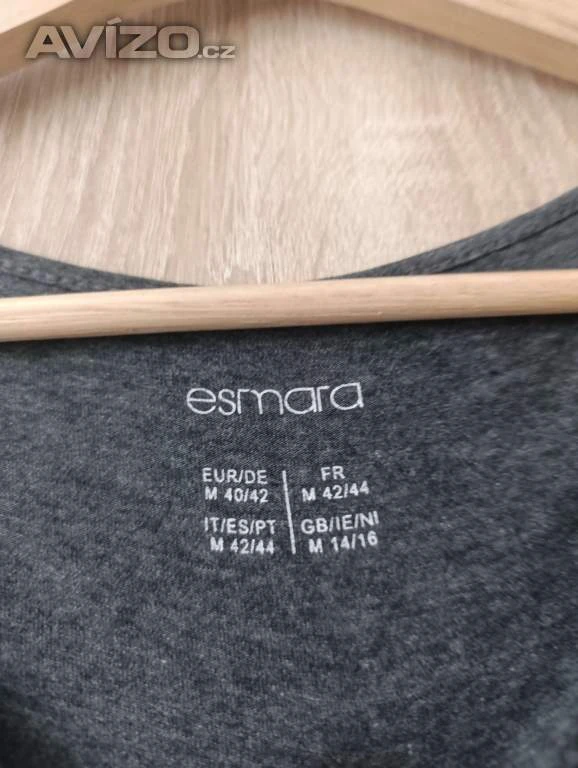 AVÍZO.cz
esmara
EUR/DE
M 40/42
FR
M 42/44
IT/ES/PT
M 42/44
GB/IE/NI
M 14/16